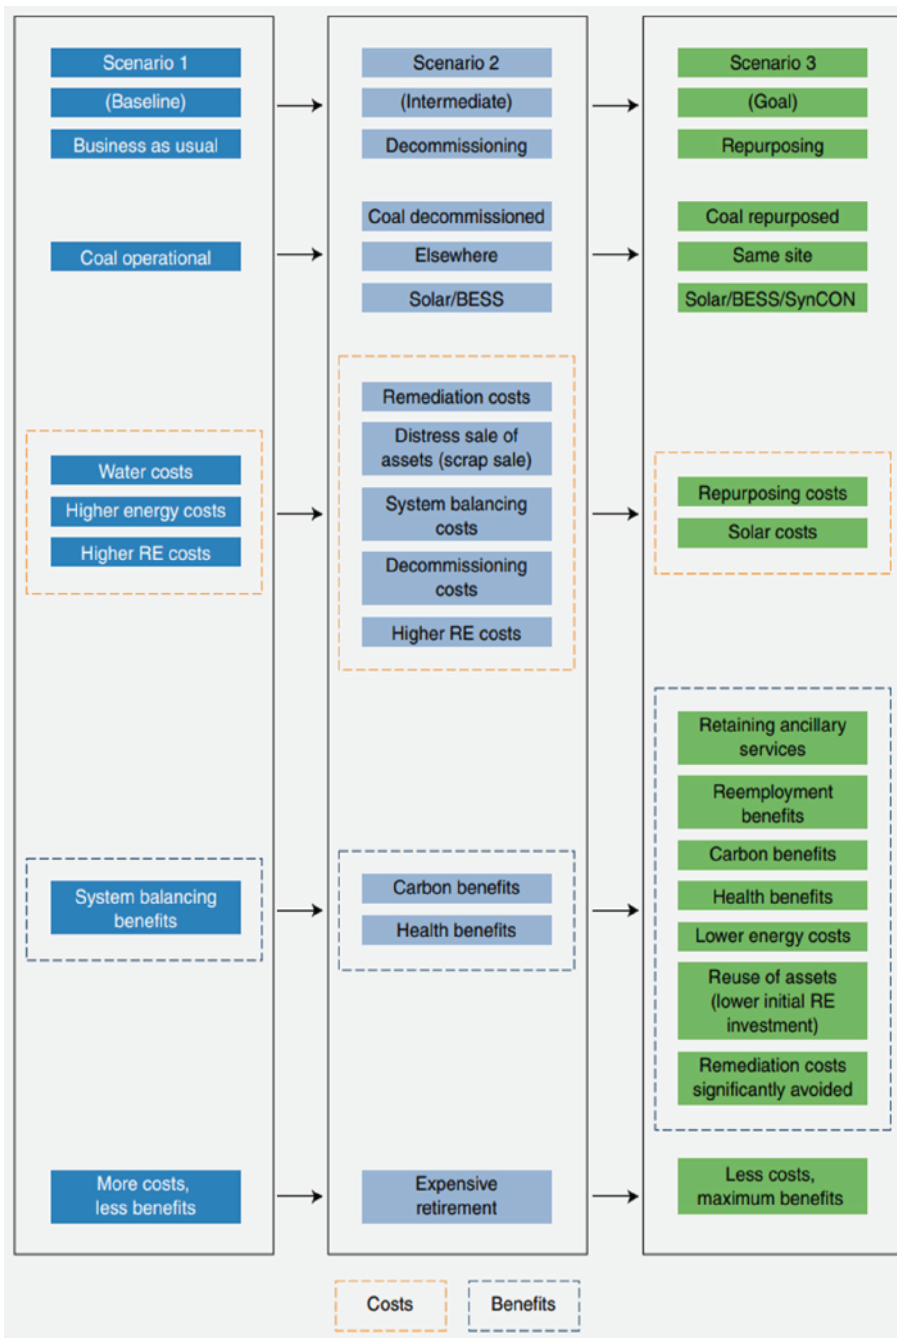 Scenario 1
(Baseline)
Business as usual
Coal operational
Water costs
Higher energy costs
Higher RE costs
System balancing
benefits
More costs,
less benefits
Scenario 2
(Intermediate)
Decommissioning
Coal decommissioned
Elsewhere
Solar/BESS
Remediation costs
Distress sale of
assets (scrap sale)
System balancing
costs
Decommissioning
costs
Higher RE costs
Carbon benefits
Health benefits
Expensive
retirement
Scenario 3
(Goal)
Repurposing
Coal repurposed
Same site
Solar/BESS/SynCON
Repurposing costs
Solar costs
Retaining ancillary
services
Reemployment
benefits
Carbon benefits
Health benefits
Lower energy costs
Reuse of assets
(lower initial RE
investment)
Remediation costs
significantly avoided
Less costs,
maximum benefits
Costs
Benefits